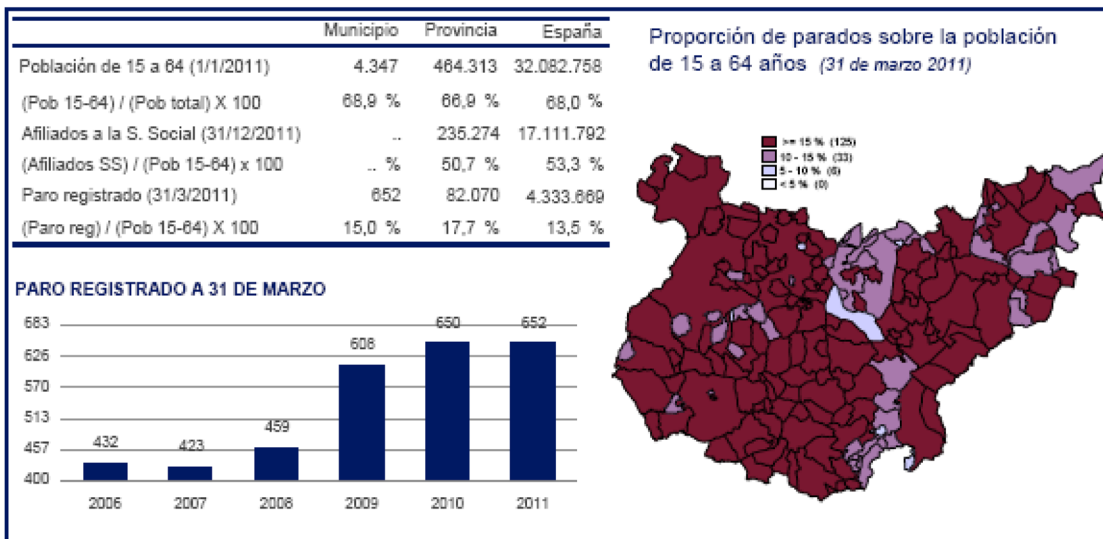 Municipio Provincia España
Población de 15 a 64 (1/1/2011) 4.347 464.313 32.082.758
(Pob 15-64) / (Pob total) X 100 68,9 % 66,9 % 68,0 %
Afiliados a la S. Social (31/12/2011) .. 235.274 17.111.792
(Afiliados SS) / (Pob 15-64) x 100 .. % 50,7 % 53,3 %
Paro registrado (31/3/2011) 652 82.070 4.333.669
(Paro reg) / (Pob 15-64) X 100 15,0 % 17,7 % 13,5 %
Proporción de parados sobre la población
de 15 a 64 años (31 de marzo 2011)
>= 15 % (125)
10 - 15 % (33)
5 - 10 % (6)
< 5 % (0)
PARO REGISTRADO A 31 DE MARZO
683
626
570
513
457
400
432
423
459
608
650
652
2006 2007 2008 2009 2010 2011